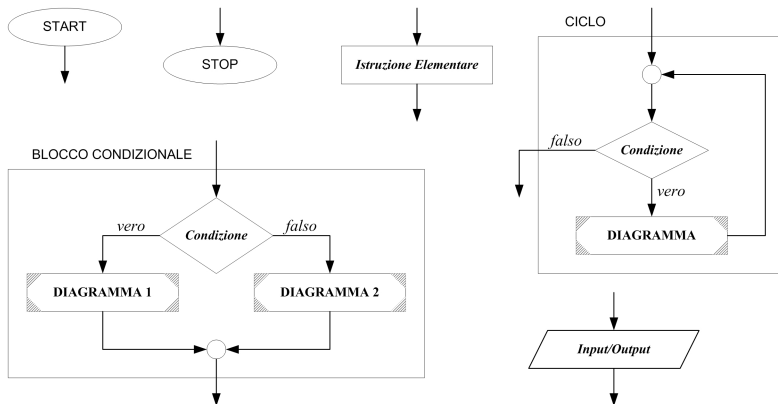 START
STOP
Istruzione Elementare
CICLO
falso
Condizione
vero
DIAGRAMMA
BLOCCO CONDIZIONALE
vero
Condizione
falso
DIAGRAMMA 1
DIAGRAMMA 2
Input/Output